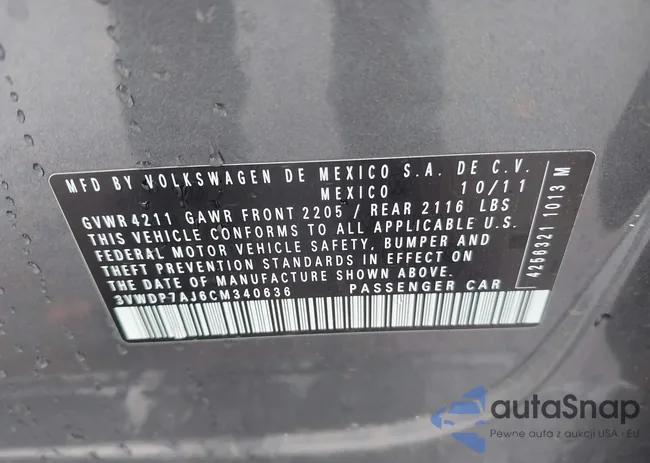 MFD BY VOLKSWAGEN DE MEXICO S.A. DE C.V.
MEXICO 10/11
GVWR 4211 GAWR FRONT 2205 / REAR 2116 LBS
THIS VEHICLE CONFORMS TO ALL APPLICABLE U.S.
FEDERAL MOTOR VEHICLE SAFETY, BUMPER AND
THEFT PREVENTION STANDARDS IN EFFECT ON
THE DATE OF MANUFACTURE SHOWN ABOVE.
3VWDP7AJ6CM340636 PASSENGER CAR
4256321 1013 M
autaSnap
Pewne auta z aukcji USA - EU